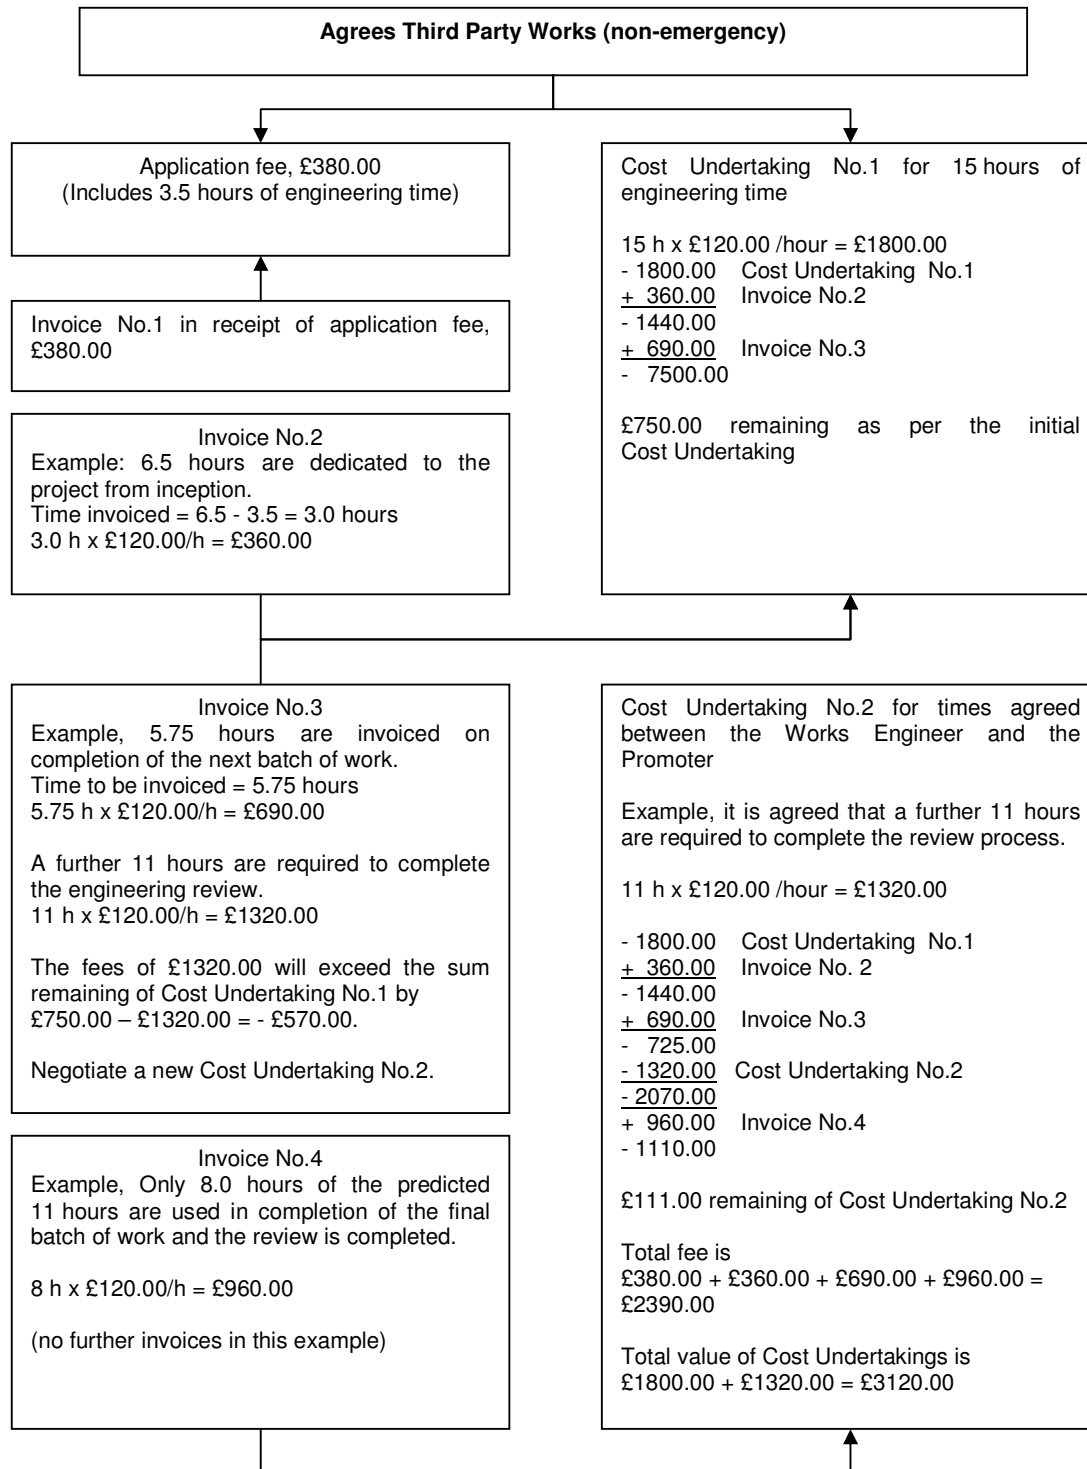 Agrees Third Party Works (non-emergency)
Application fee, £380.00
(Includes 3.5 hours of engineering time)
Invoice No.1 in receipt of application fee,
£380.00
Invoice No.2
Example: 6.5 hours are dedicated to the
project from inception.
Time invoiced = 6.5 - 3.5 = 3.0 hours
3.0 h x £120.00/h = £360.00
Cost Undertaking No.1 for 15 hours of
engineering time
15 h x £120.00 /hour = £1800.00
- 1800.00 Cost Undertaking No.1
+ 360.00 Invoice No.2
- 1440.00
+ 690.00 Invoice No.3
- 7500.00
£750.00 remaining as per the initial
Cost Undertaking
Invoice No.3
Example, 5.75 hours are invoiced on
completion of the next batch of work.
Time to be invoiced = 5.75 hours
5.75 h x £120.00/h = £690.00
A further 11 hours are required to complete
the engineering review.
11 h x £120.00/h = £1320.00
The fees of £1320.00 will exceed the sum
remaining of Cost Undertaking No.1 by
£750.00 – £1320.00 = - £570.00.
Negotiate a new Cost Undertaking No.2.
Invoice No.4
Example, Only 8.0 hours of the predicted
11 hours are used in completion of the final
batch of work and the review is completed.
8 h x £120.00/h = £960.00
(no further invoices in this example)
Cost Undertaking No.2 for times agreed
between the Works Engineer and the
Promoter
Example, it is agreed that a further 11 hours
are required to complete the review process.
11 h x £120.00 /hour = £1320.00
- 1800.00 Cost Undertaking No.1
+ 360.00 Invoice No. 2
- 1440.00
+ 690.00 Invoice No.3
- 725.00
- 1320.00 Cost Undertaking No.2
- 2070.00
+ 960.00 Invoice No.4
- 1110.00
£111.00 remaining of Cost Undertaking No.2
Total fee is
£380.00 + £360.00 + £690.00 + £960.00 =
£2390.00
Total value of Cost Undertakings is
£1800.00 + £1320.00 = £3120.00